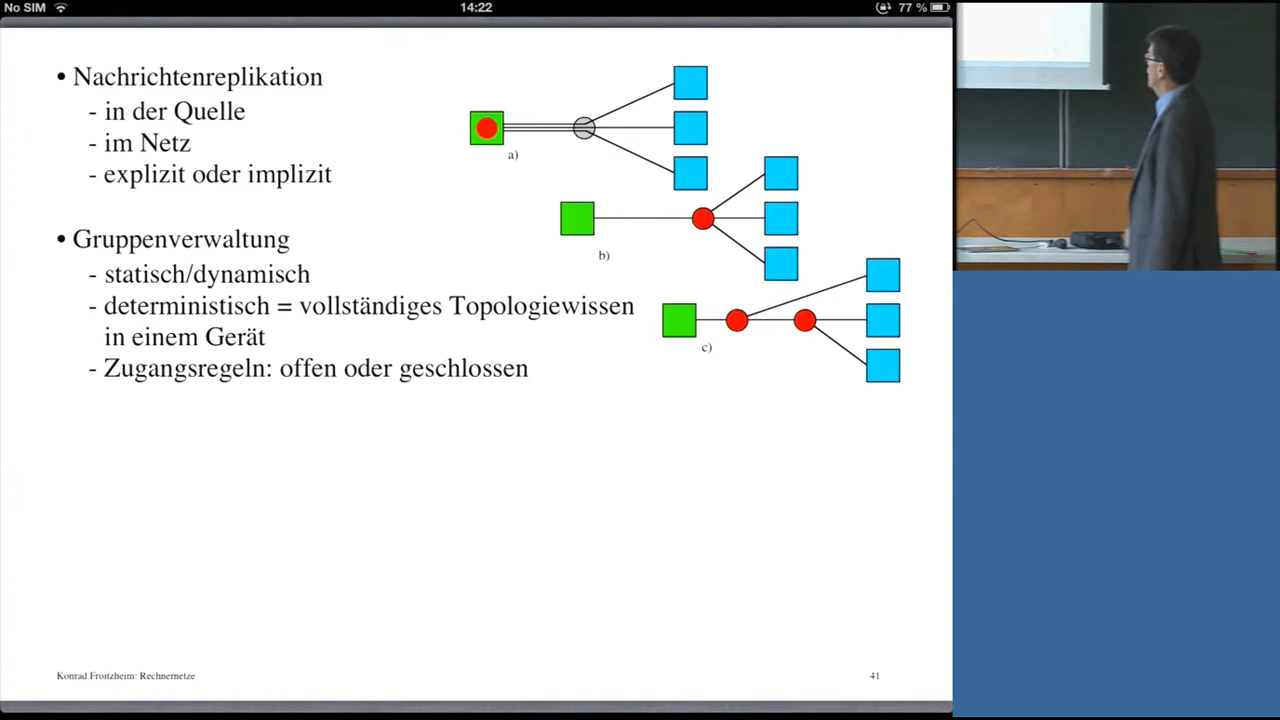 No SIM 14:22 77 %
• Nachrichtenreplikation
- in der Quelle
- im Netz
- explizit oder implizit
a)
• Gruppenverwaltung
- statisch/dynamisch
b)
- deterministisch = vollständiges Topologiewissen
in einem Gerät
- Zugangsregeln: offen oder geschlossen
c)
Konrad Froitzheim: Rechnernetze 41